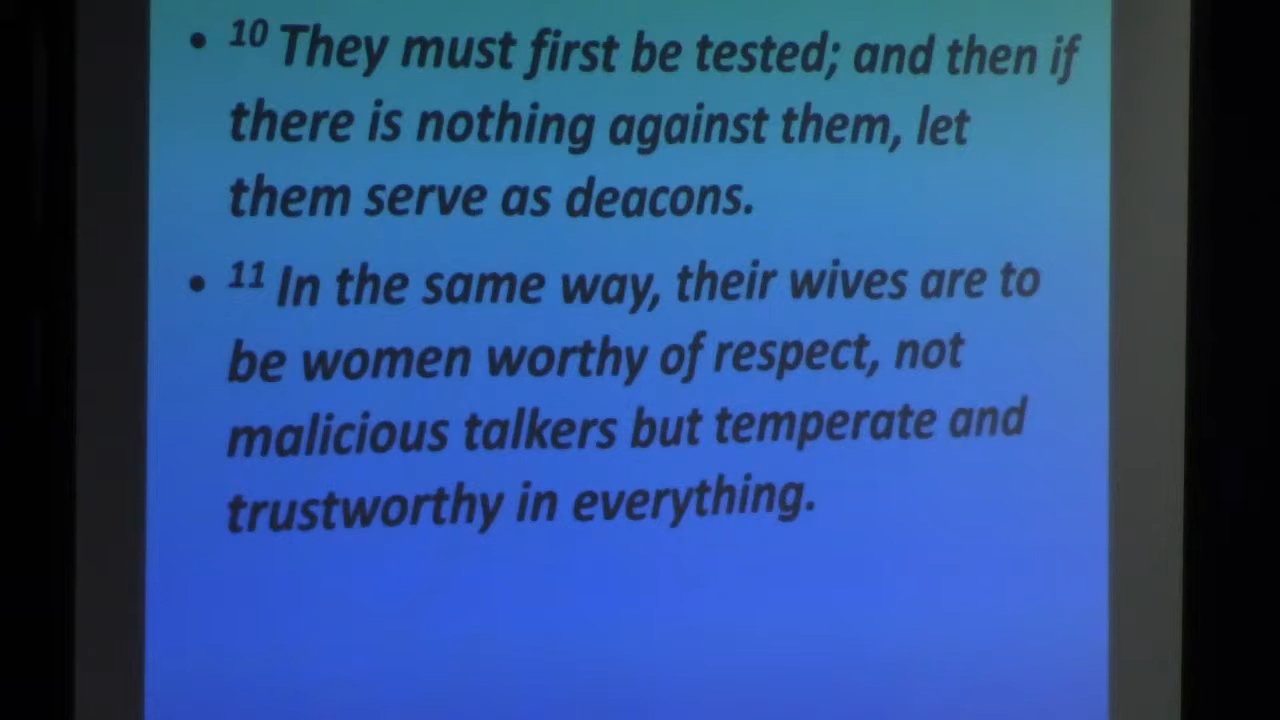 • 10 They must first be tested; and then if
there is nothing against them, let
them serve as deacons.
• 11 In the same way, their wives are to
be women worthy of respect, not
malicious talkers but temperate and
trustworthy in everything.